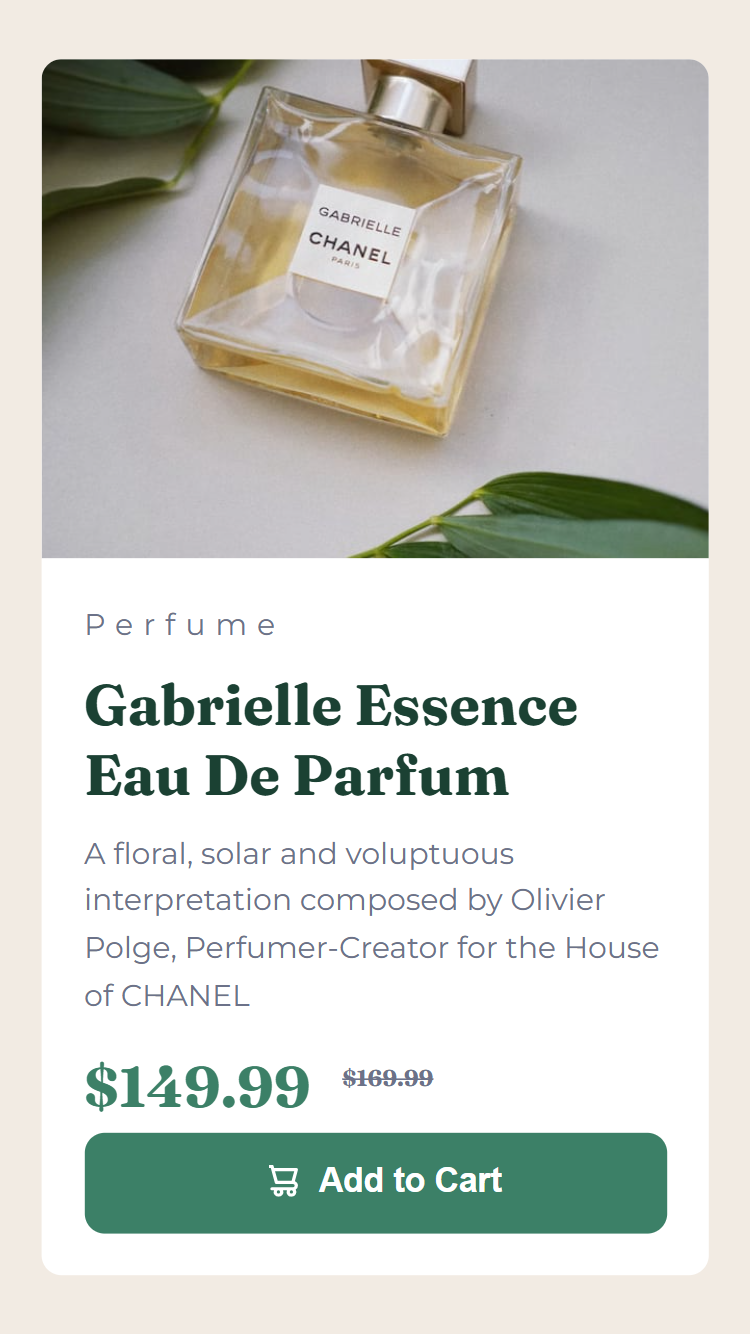 GABRIELLE
CHANEL
PARIS
Perfume
Gabrielle Essence
Eau De Parfum
A floral, solar and voluptuous
interpretation composed by Olivier
Polge, Perfumer-Creator for the House
of CHANEL
$149.99 $169.99
Add to Cart